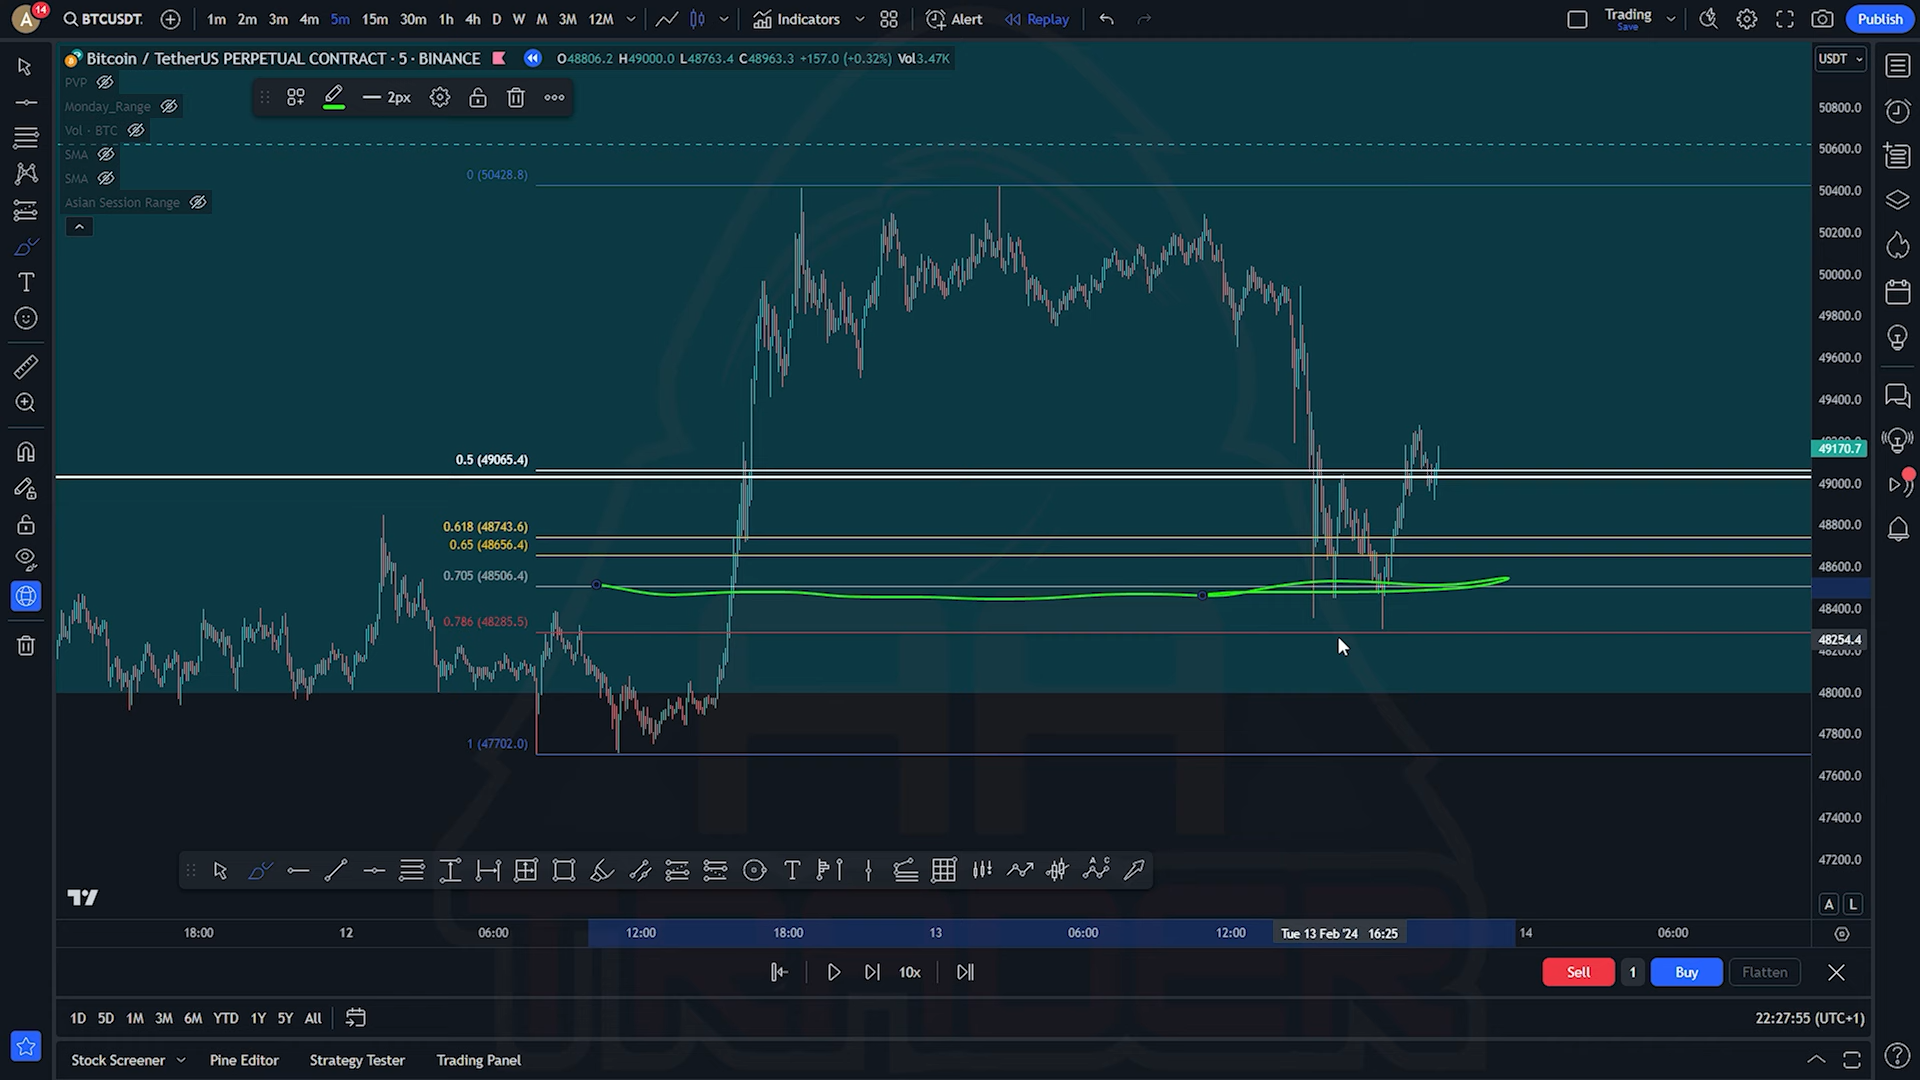 A 14 BTCUSDT. 1m 2m 3m 4m 5m 15m 30m 1h 4h D W M 3M 12M Indicators Alert Replay Trading Save Publish
Bitcoin / TetherUS PERPETUAL CONTRACT · 5 · BINANCE O48806.2 H49000.0 L48763.4 C48963.3 +157.0 (+0.32%) Vol3.47K USDT
PVP
2px
Monday_Range
Vol · BTC
SMA
SMA
Asian Session Range
0 (50428.8)
0.5 (49065.4)
0.618 (48743.6)
0.65 (48656.4)
0.705 (48506.4)
0.786 (48285.5)
1 (47702.0)
50800.0
50600.0
50400.0
50200.0
50000.0
49800.0
49600.0
49400.0
49170.7
49000.0
48800.0
48600.0
48400.0
48254.4
48200.0
48000.0
47800.0
47600.0
47400.0
47200.0
A L
18:00 12 06:00 12:00 18:00 13 06:00 12:00 Tue 13 Feb '24 16:25 14 06:00
10x Sell 1 Buy Flatten
1D 5D 1M 3M 6M YTD 1Y 5Y All 22:27:55 (UTC+1)
Stock Screener Pine Editor Strategy Tester Trading Panel
TRADER